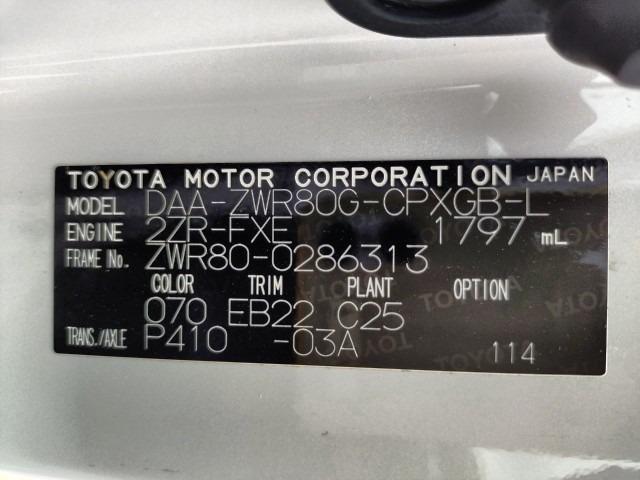 TOYOTA MOTOR CORPORATION JAPAN
MODEL DAA-ZWR80G-CPXGB-L
ENGINE 2ZR-FXE 1797 mL
FRAME No. ZWR80-0286313
COLOR TRIM PLANT OPTION
070 EB22 C25
TRANS./AXLE P410 -03A 114